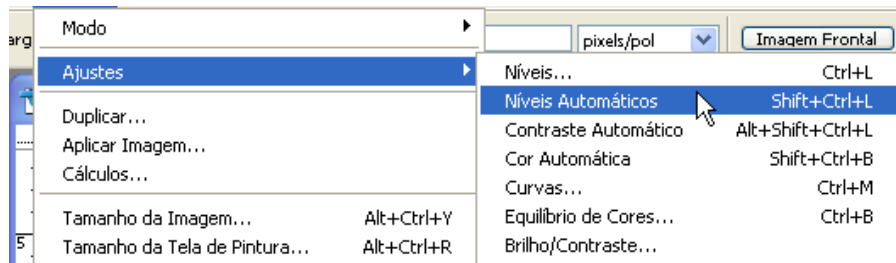 arg
pixels/pol
Imagem Frontal
Modo
Ajustes
Duplicar...
Aplicar Imagem...
Cálculos...
Tamanho da Imagem... Alt+Ctrl+Y
Tamanho da Tela de Pintura... Alt+Ctrl+R
Níveis... Ctrl+L
Níveis Automáticos Shift+Ctrl+L
Contraste Automático Alt+Shift+Ctrl+L
Cor Automática Shift+Ctrl+B
Curvas... Ctrl+M
Equilíbrio de Cores... Ctrl+B
Brilho/Contraste...
5